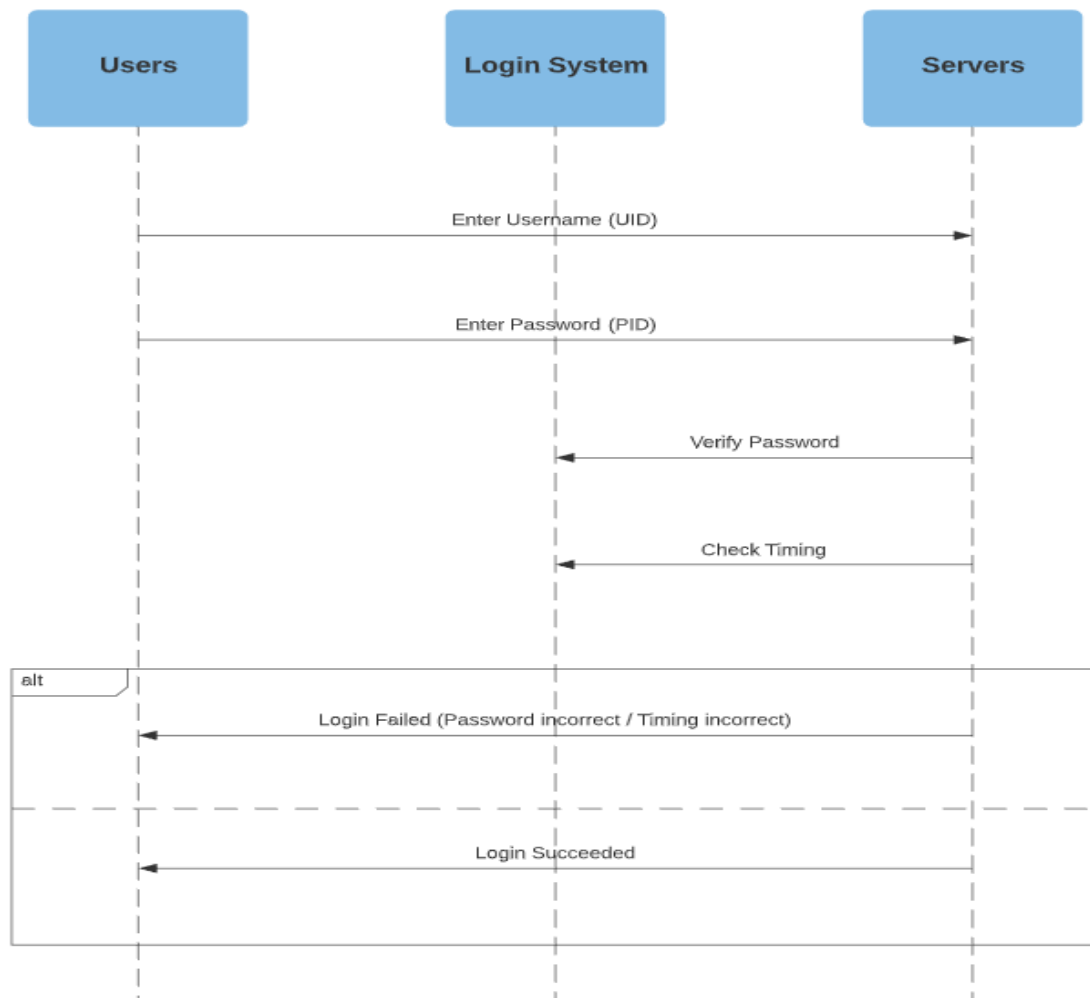 Users
Login System
Servers
Enter Username (UID)
Enter Password (PID)
Verify Password
Check Timing
alt
Login Failed (Password incorrect / Timing incorrect)
Login Succeeded